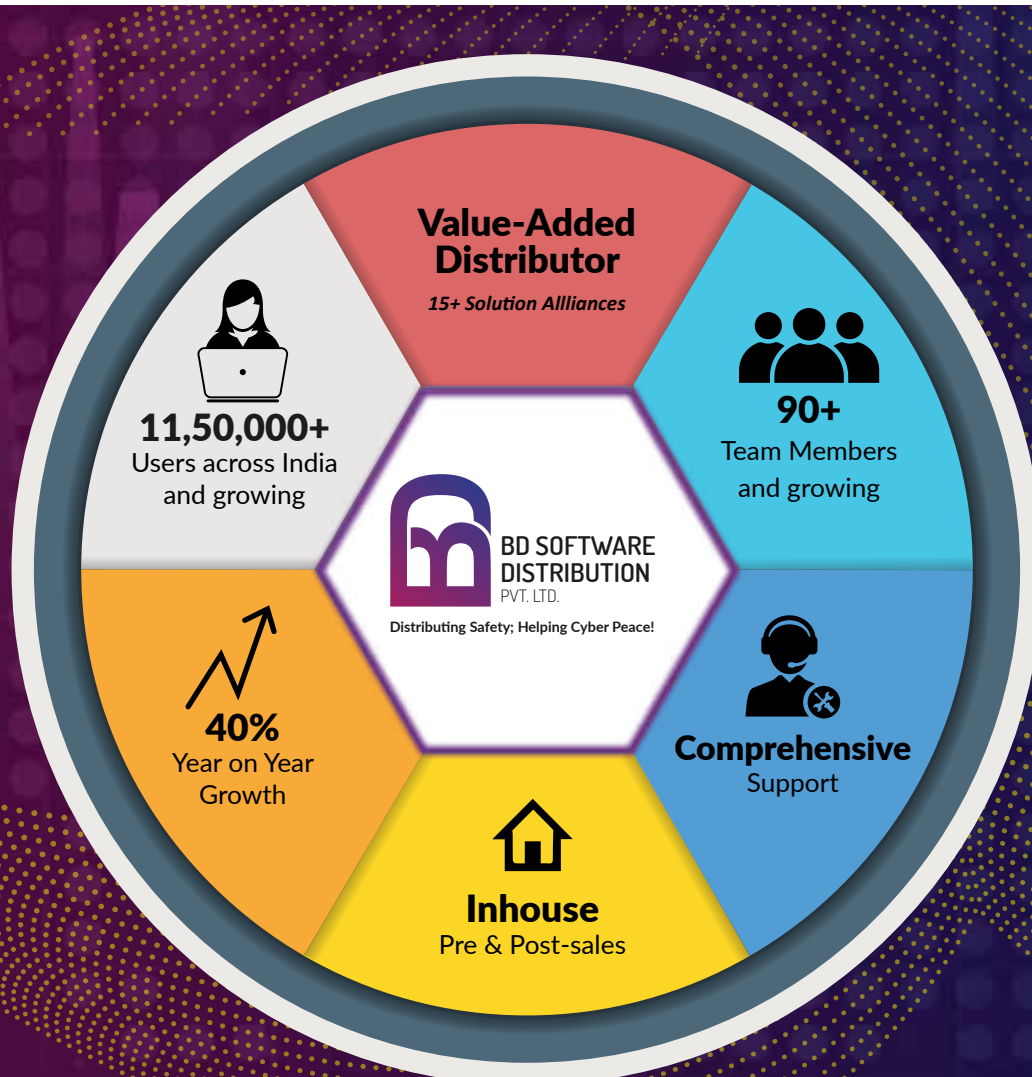 Value-Added
Distributor
15+ Solution Allliances
90+
Team Members
and growing
Comprehensive
Support
Inhouse
Pre & Post-sales
40%
Year on Year
Growth
11,50,000+
Users across India
and growing
BD SOFTWARE
DISTRIBUTION
PVT. LTD.
Distributing Safety; Helping Cyber Peace!